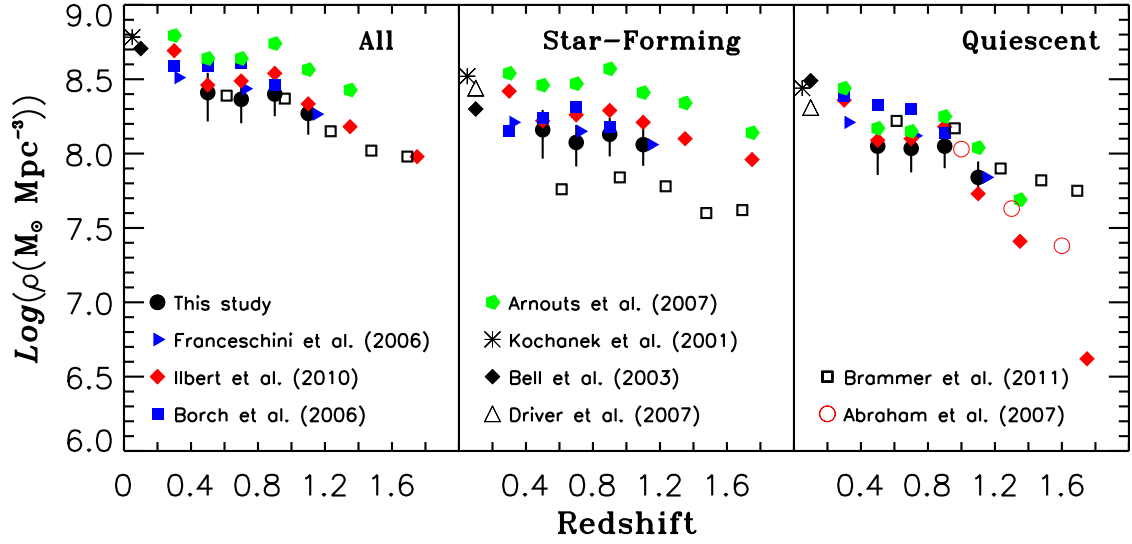 All
Star-Forming
Quiescent
9.0
8.5
8.0
7.5
7.0
6.5
6.0
Log(ρ(M☉ Mpc⁻³))
This study
Franceschini et al. (2006)
Ilbert et al. (2010)
Borch et al. (2006)
Arnouts et al. (2007)
Kochanek et al. (2001)
Bell et al. (2003)
Driver et al. (2007)
Brammer et al. (2011)
Abraham et al. (2007)
0 0.4 0.8 1.2 1.6 0.4 0.8 1.2 1.6 0.4 0.8 1.2 1.6
Redshift